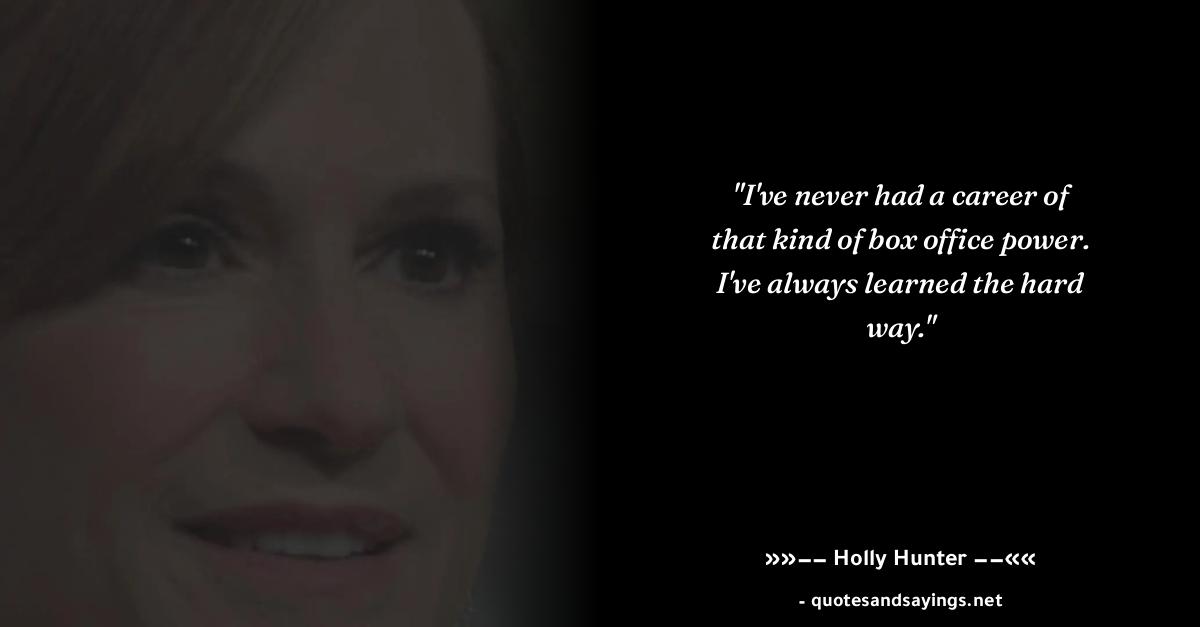 "I've never had a career of
that kind of box office power.
I've always learned the hard
way."
»»–– Holly Hunter ––««
- quotesandsayings.net